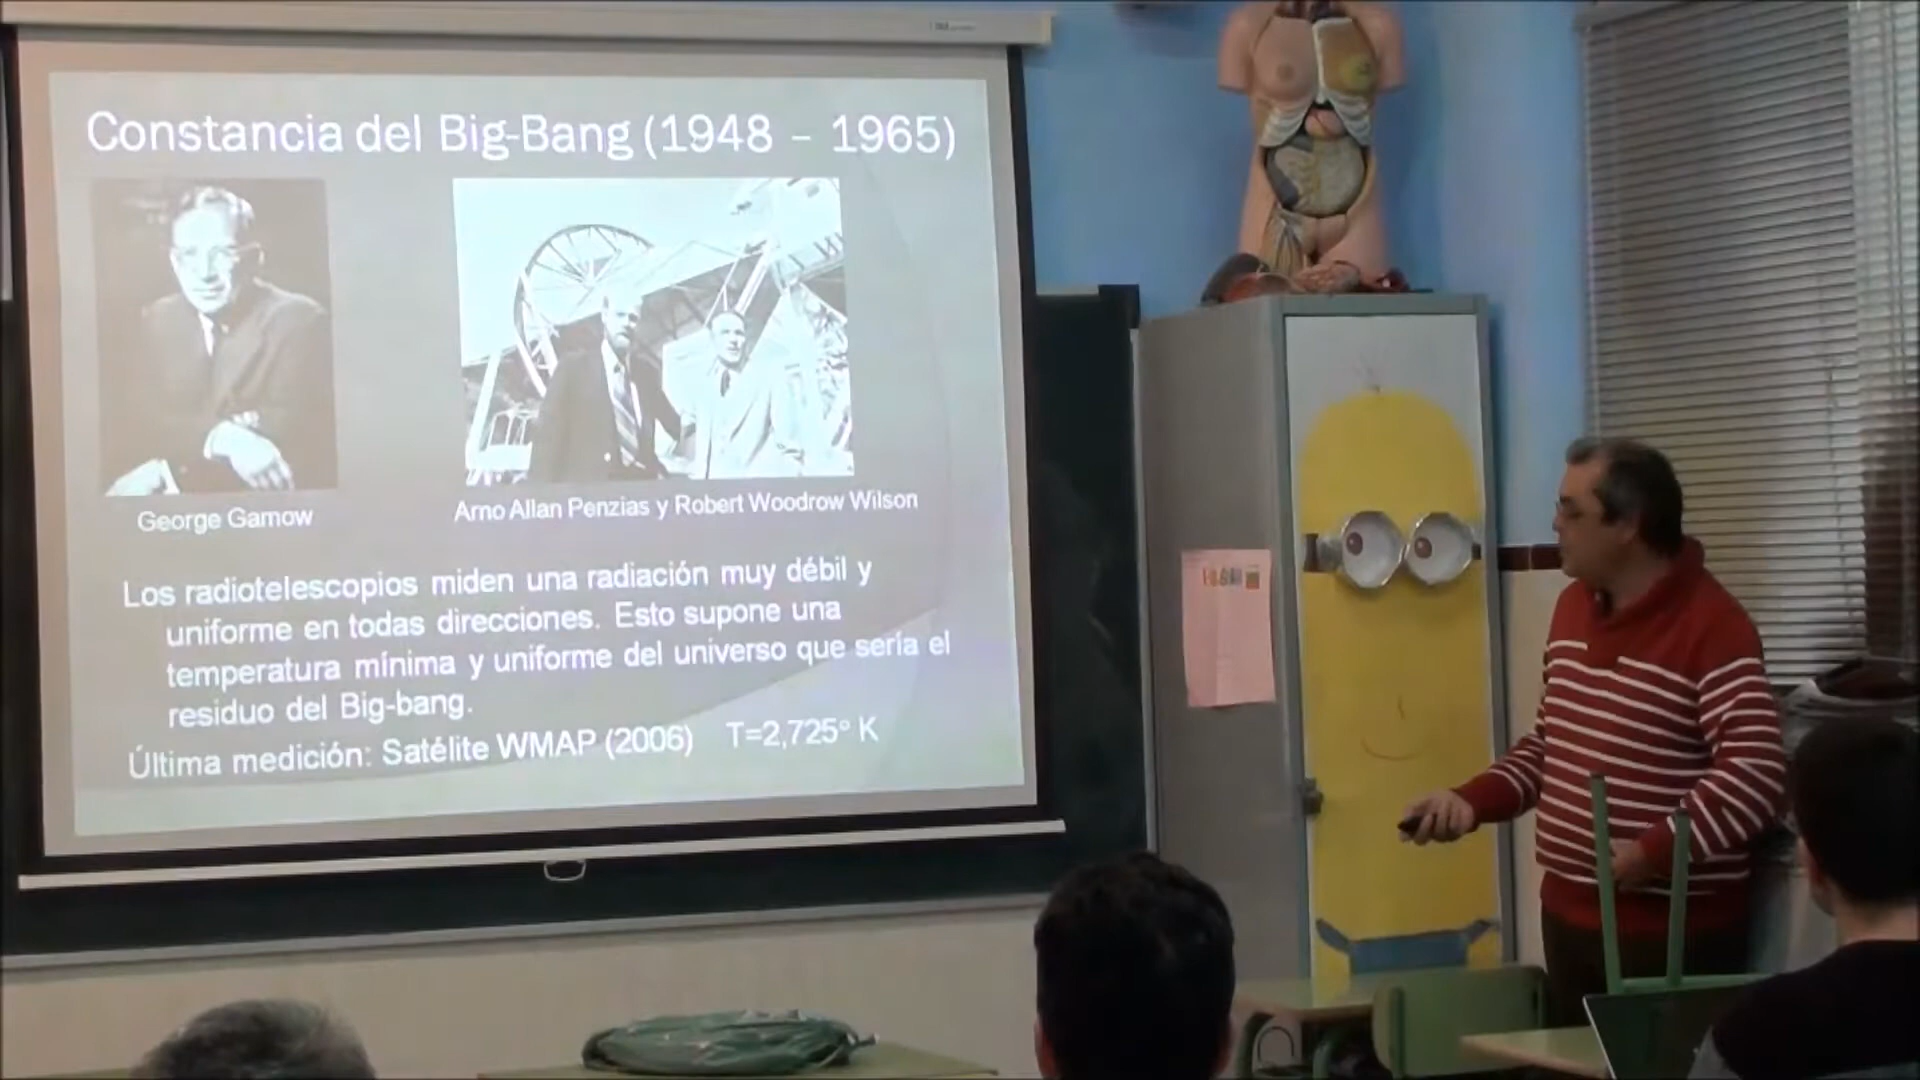 Constancia del Big-Bang (1948 – 1965)
George Gamow
Arno Allan Penzias y Robert Woodrow Wilson
Los radiotelescopios miden una radiación muy débil y
uniforme en todas direcciones. Esto supone una
temperatura mínima y uniforme del universo que sería el
residuo del Big-bang.
Última medición: Satélite WMAP (2006) T=2,725º K